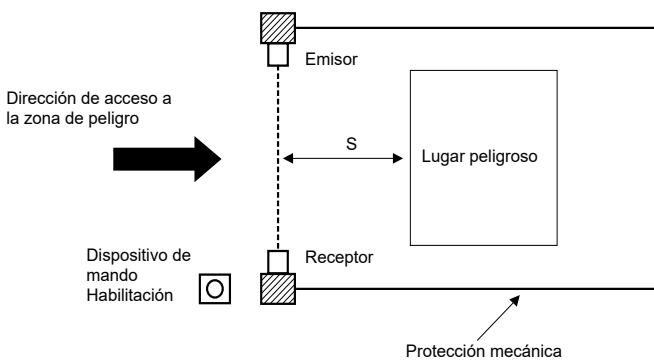 Emisor
Dirección de acceso a
la zona de peligro
S
Lugar peligroso
Dispositivo de
mando
Habilitación
Receptor
Protección mecánica